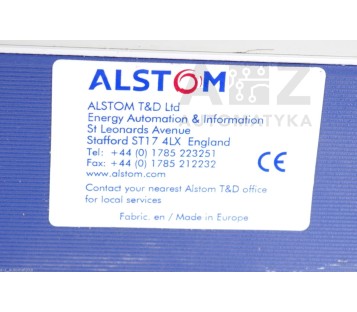 ALSTOM
ALSTOM T&D Ltd
Energy Automation & Information
St Leonards Avenue
Stafford ST17 4LX England
Tel: +44 (0) 1785 223251
Fax: +44 (0) 1785 212232
www.alstom.com
CE
Contact your nearest Alstom T&D office
for local services
Fabric. en / Made in Europe